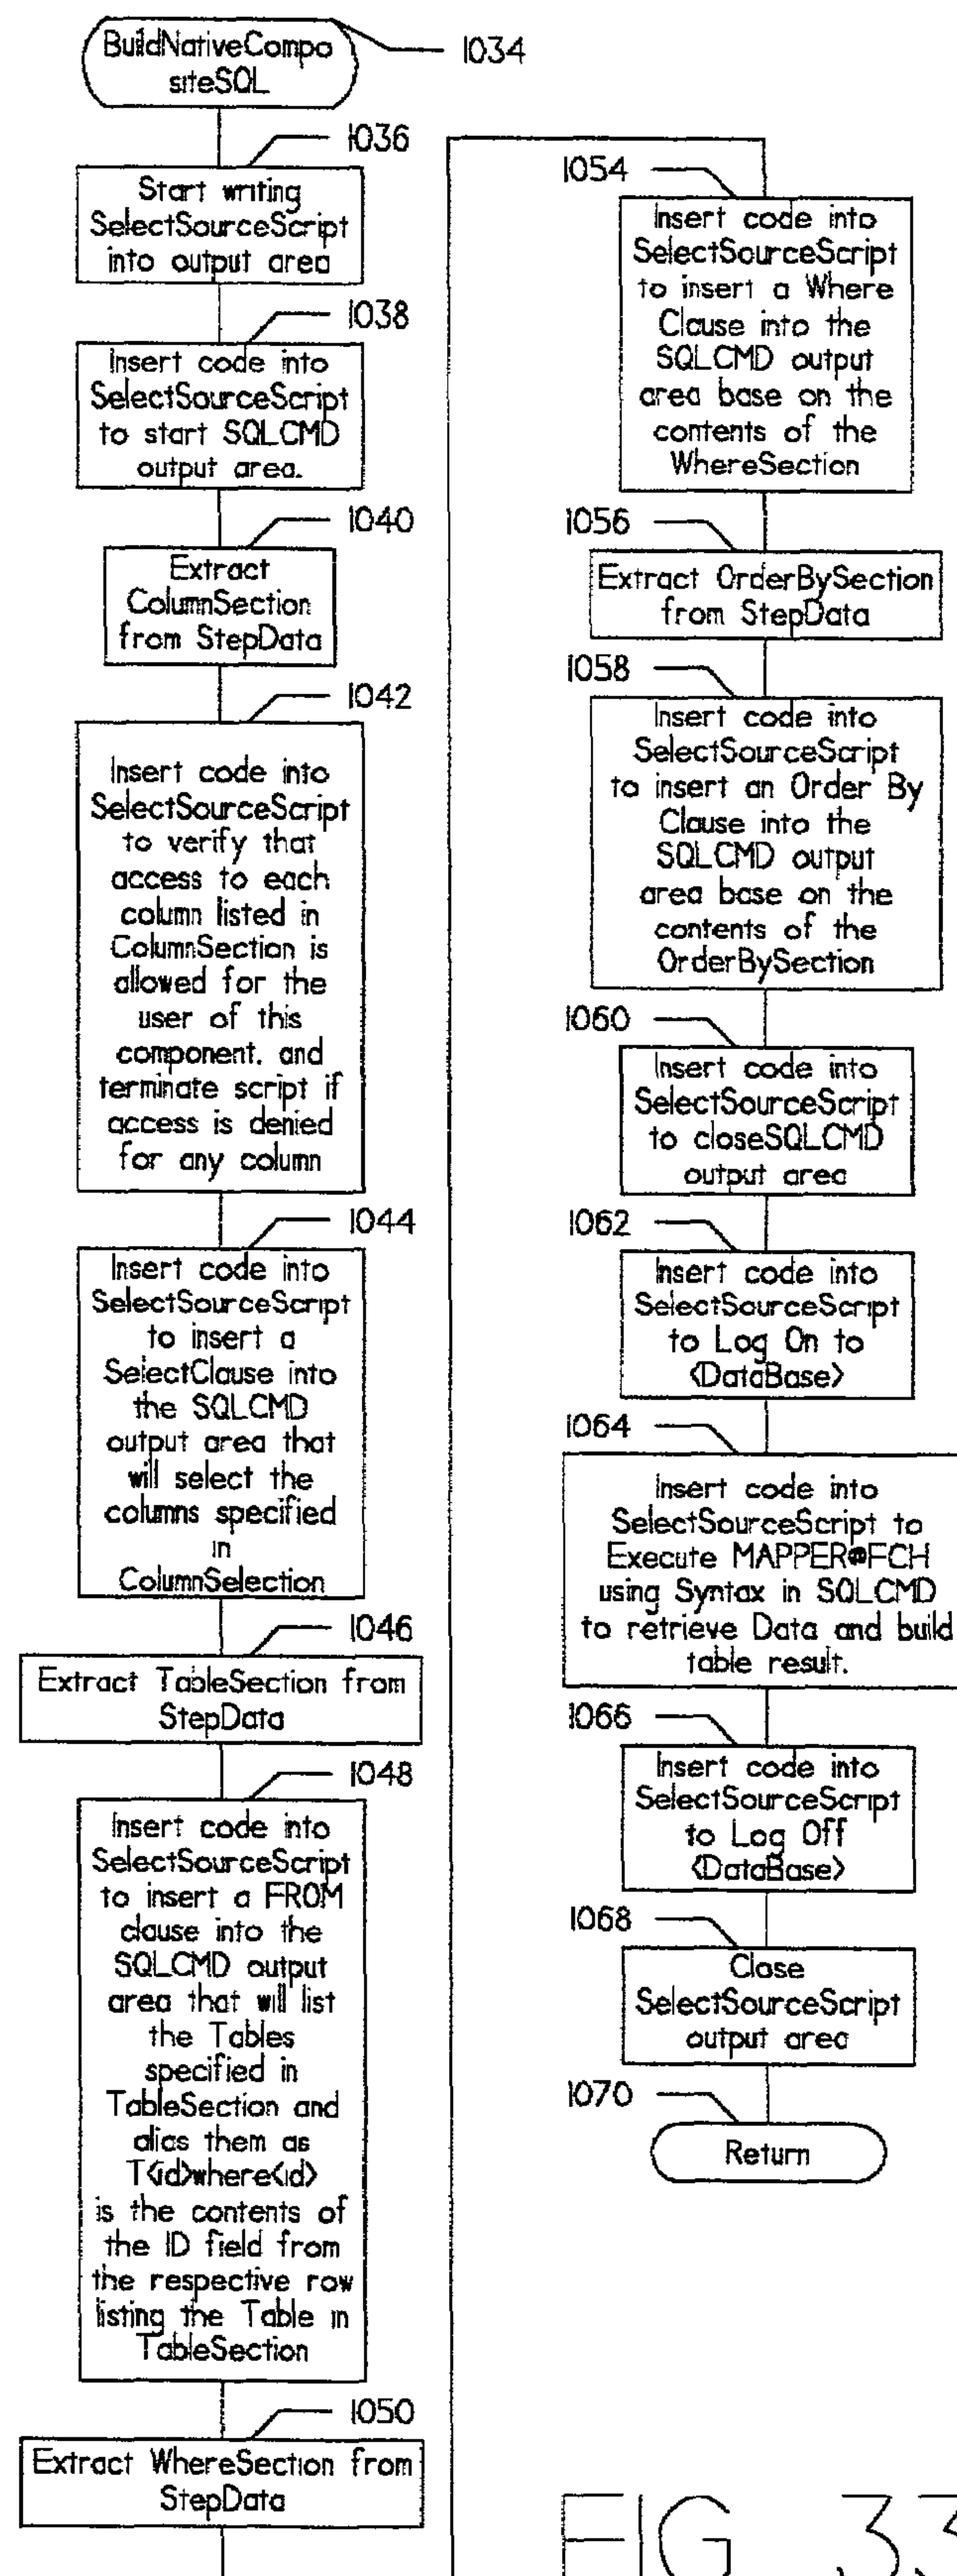 BuildNativeCompo
siteSQL
1034
1036
Start writing
SelectSourceScript
into output area
1038
Insert code into
SelectSourceScript
to start SQLCMD
output area.
1040
Extract
ColumnSection
from StepData
1042
Insert code into
SelectSourceScript
to verify that
access to each
column listed in
ColumnSection is
allowed for the
user of this
component. and
terminate script if
access is denied
for any column
1044
Insert code into
SelectSourceScript
to insert a
SelectClause into
the SQLCMD
output area that
will select the
columns specified
in
ColumnSelection
1046
Extract TableSection from
StepData
1048
Insert code into
SelectSourceScript
to insert a FROM
clause into the
SQLCMD output
area that will list
the Tables
specified in
TableSection and
alias them as
T<id>where<id>
is the contents of
the ID field from
the respective row
listing the Table in
TableSection
1050
Extract WhereSection from
StepData
1054
Insert code into
SelectSourceScript
to insert a Where
Clause into the
SQLCMD output
area base on the
contents of the
WhereSection
1056
Extract OrderBySection
from StepData
1058
Insert code into
SelectSourceScript
to insert an Order By
Clause into the
SQLCMD output
area base on the
contents of the
OrderBySection
1060
Insert code into
SelectSourceScript
to closeSQLCMD
output area
1062
Insert code into
SelectSourceScript
to Log On to
<DataBase>
1064
Insert code into
SelectSourceScript to
Execute MAPPER@FCH
using Syntax in SQLCMD
to retrieve Data and build
table result.
1066
Insert code into
SelectSourceScript
to Log Off
<DataBase>
1068
Close
SelectSourceScript
output area
1070
Return
FIG 33